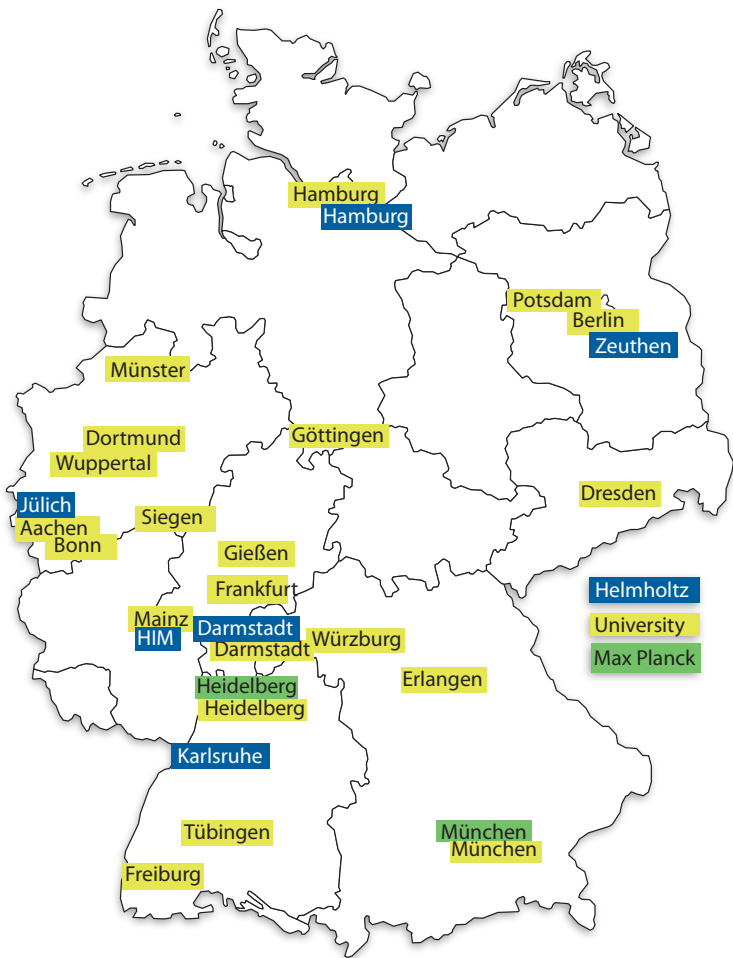 Hamburg
Hamburg
Potsdam
Berlin
Zeuthen
Münster
Dortmund
Göttingen
Wuppertal
Dresden
Jülich
Siegen
Aachen
Bonn
Gießen
Frankfurt
Helmholtz
Mainz
Darmstadt
University
HIM
Würzburg
Darmstadt
Max Planck
Heidelberg
Erlangen
Heidelberg
Karlsruhe
Tübingen
München
München
Freiburg